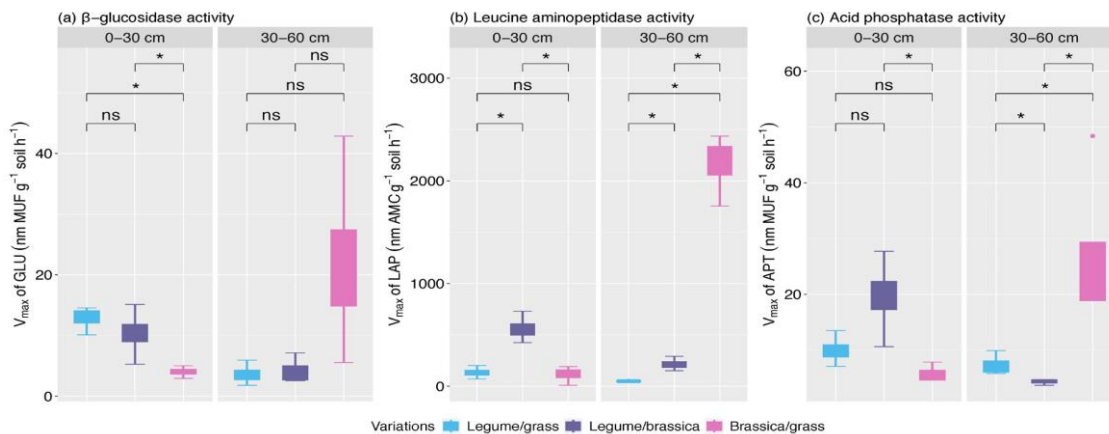 (a) β−glucosidase activity
0−30 cm
30−60 cm
ns
*
*
ns
ns
ns
40
20
0
V_max of GLU (nm MUF g⁻¹ soil h⁻¹)
(b) Leucine aminopeptidase activity
0−30 cm
30−60 cm
*
*
ns
*
*
*
3000
2000
1000
0
V_max of LAP (nm AMC g⁻¹ soil h⁻¹)
(c) Acid phosphatase activity
0−30 cm
30−60 cm
*
*
ns
*
ns
*
60
40
20
V_max of APT (nm MUF g⁻¹ soil h⁻¹)
Variations Legume/grass Legume/brassica Brassica/grass